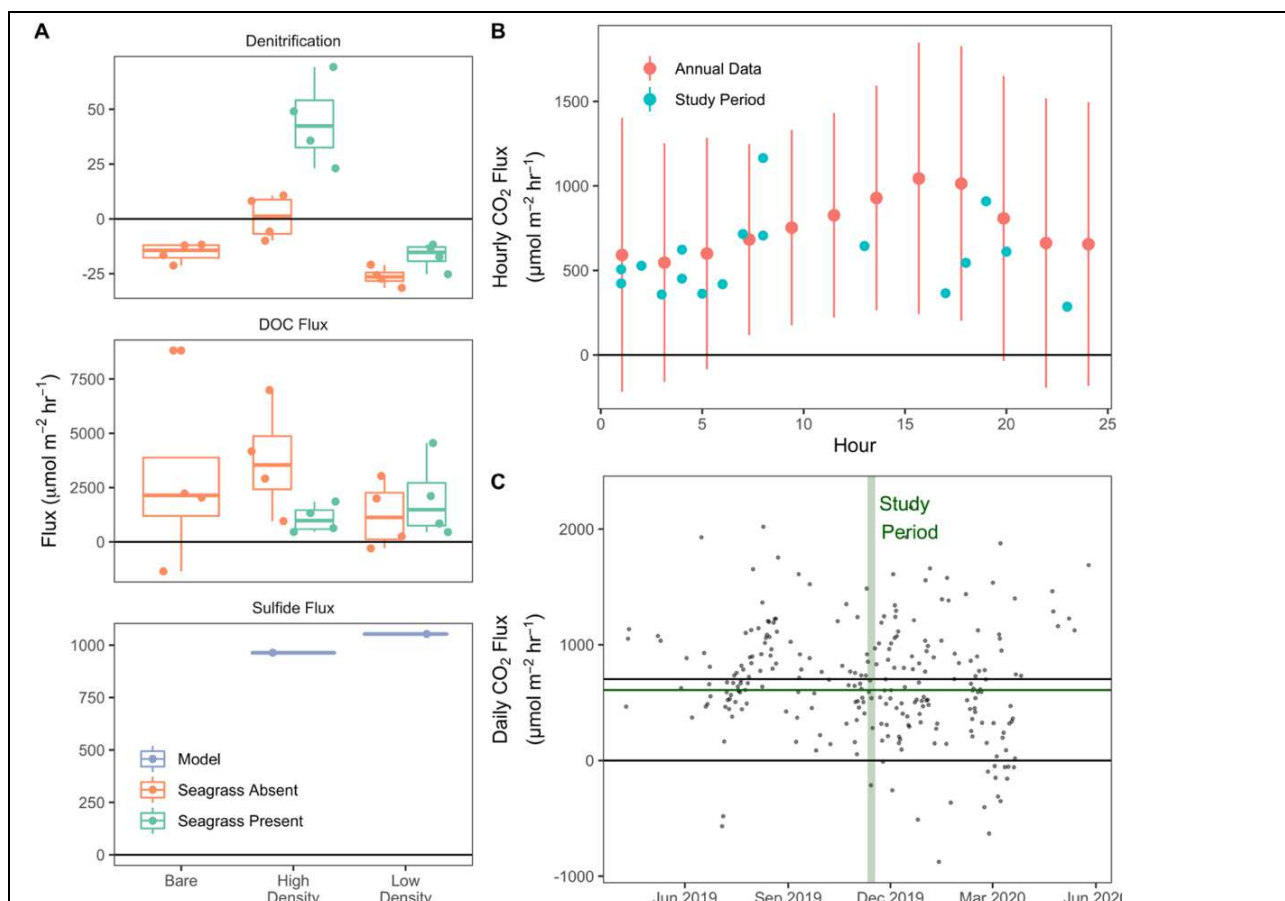 A
Denitrification
50
25
0
-25
DOC Flux
7500
5000
2500
0
Flux (µmol m⁻² hr⁻¹)
Sulfide Flux
1000
750
500
250
0
Model
Seagrass Absent
Seagrass Present
Bare
High
Density
Low
Density
B
Annual Data
Study Period
1500
1000
500
0
Hourly CO₂ Flux
(µmol m⁻² hr⁻¹)
0 5 10 15 20 25
Hour
C
Study
Period
2000
1000
0
-1000
Daily CO₂ Flux
(µmol m⁻² hr⁻¹)
Jun 2019 Sep 2019 Dec 2019 Mar 2020 Jun 2020